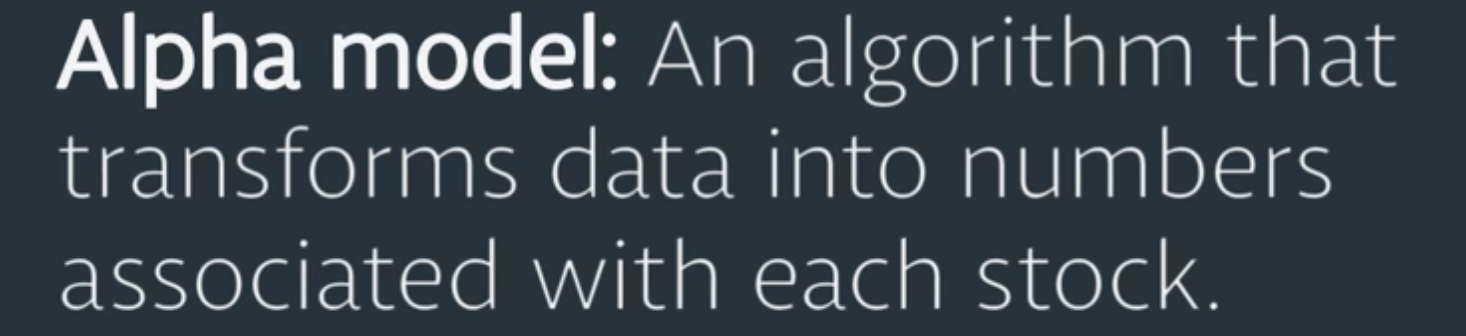 Alpha model: An algorithm that
transforms data into numbers
associated with each stock.